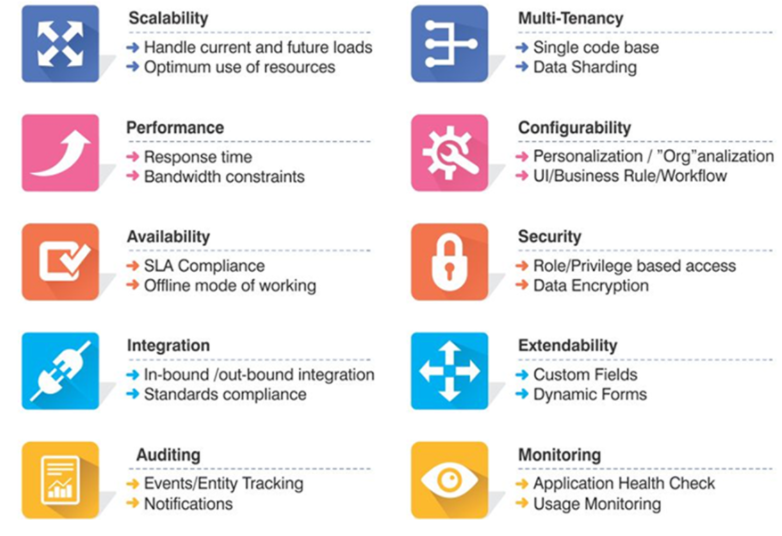 Scalability
➔ Handle current and future loads
➔ Optimum use of resources
Multi-Tenancy
➔ Single code base
➔ Data Sharding
Performance
➔ Response time
➔ Bandwidth constraints
Configurability
➔ Personalization / ”Org”analization
➔ UI/Business Rule/Workflow
Availability
➔ SLA Compliance
➔ Offline mode of working
Security
➔ Role/Privilege based access
➔ Data Encryption
Integration
➔ In-bound /out-bound integration
➔ Standards compliance
Extendability
➔ Custom Fields
➔ Dynamic Forms
Auditing
➔ Events/Entity Tracking
➔ Notifications
Monitoring
➔ Application Health Check
➔ Usage Monitoring